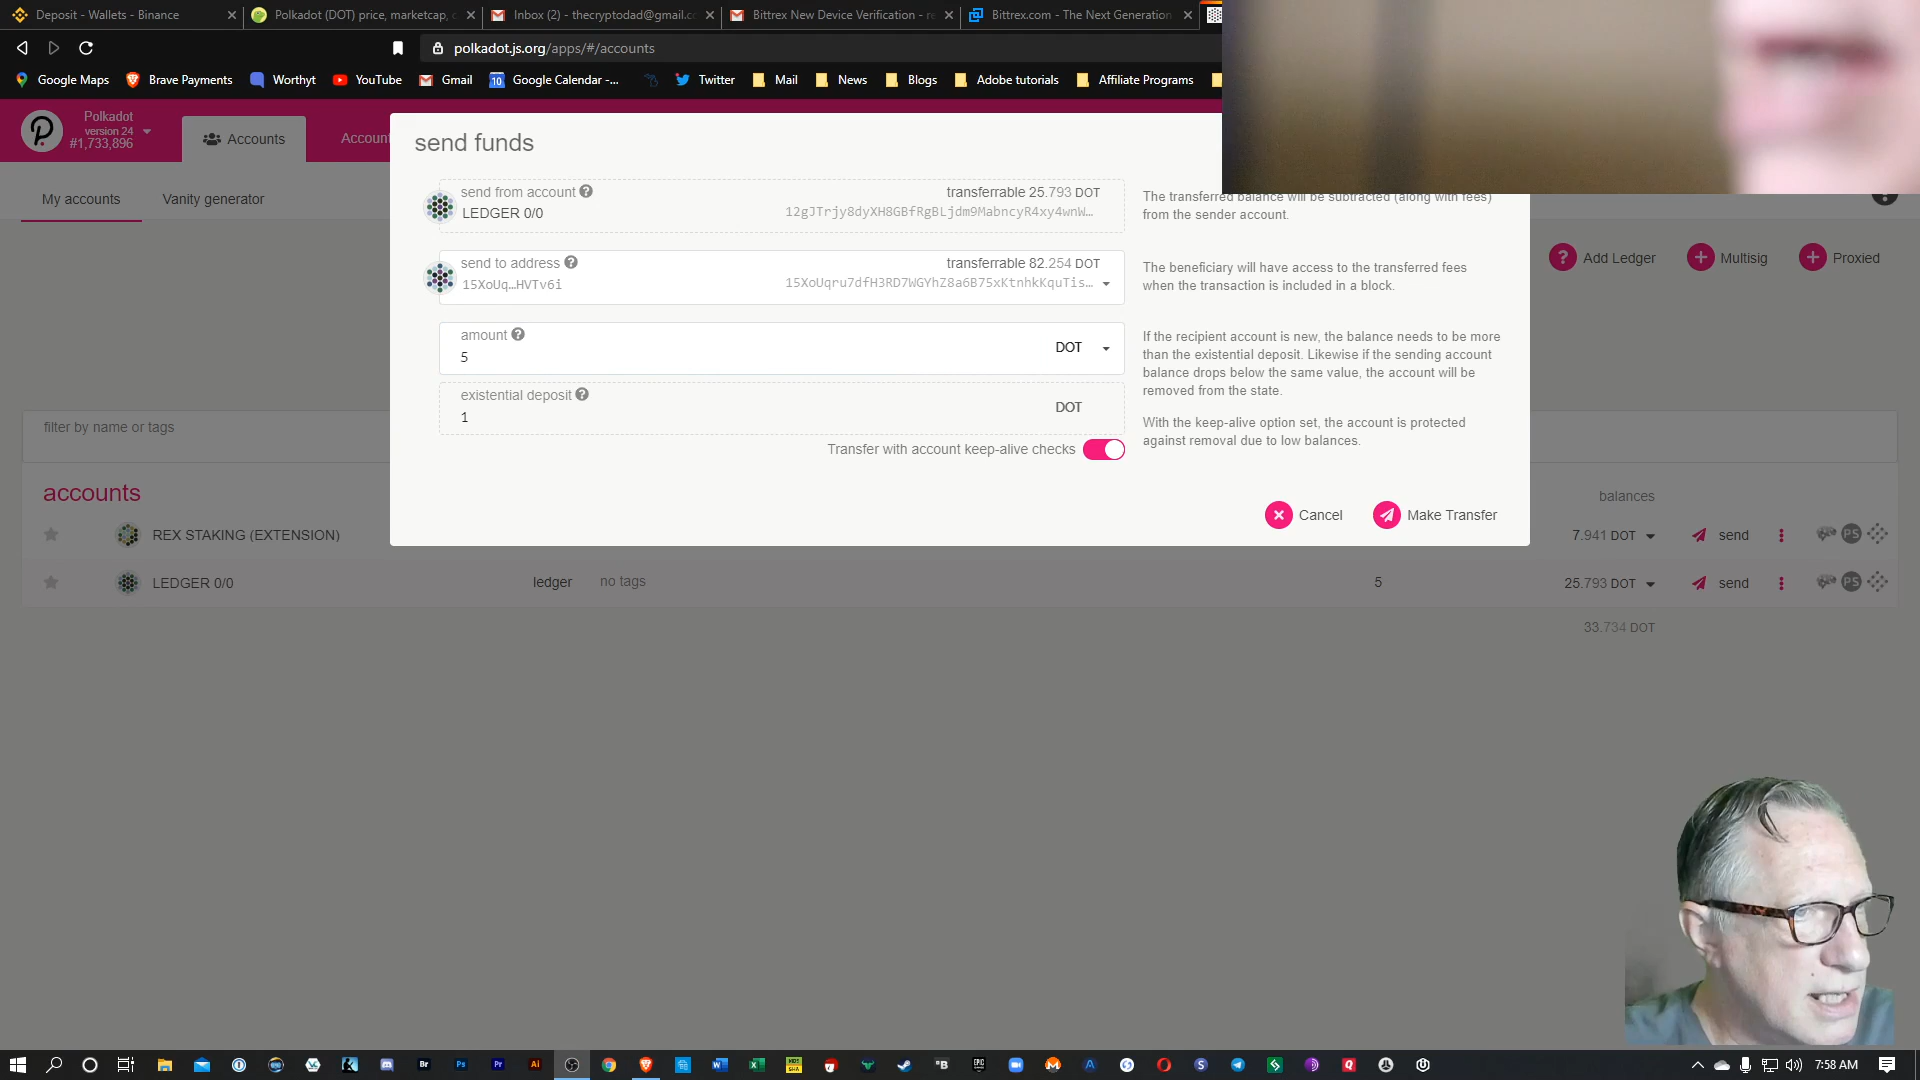 Deposit - Wallets - Binance
Polkadot (DOT) price, marketcap, c
Inbox (2) - thecryptodad@gmail.co
Bittrex New Device Verification - re
Bittrex.com - The Next Generation
polkadot.js.org/apps/#/accounts
Google Maps
Brave Payments
Worthyt
YouTube
Gmail
Google Calendar -...
Twitter
Mail
News
Blogs
Adobe tutorials
Affiliate Programs
Polkadot
version 24
#1,733,896
Accounts
Accoun
My accounts
Vanity generator
Add Ledger
Multisig
Proxied
send funds
send from account
transferrable 25.793 DOT
LEDGER 0/0
12gJTrjy8dyXH8GBfRgBLjdm9MabncyR4xy4wnW…
The transferred balance will be subtracted (along with fees)
from the sender account.
send to address
transferrable 82.254 DOT
15XoUq…HVTv6i
15XoUqru7dfH3RD7WGYhZ8a6B75xKtnhkKquTis…
The beneficiary will have access to the transferred fees
when the transaction is included in a block.
amount
5
DOT
If the recipient account is new, the balance needs to be more
than the existential deposit. Likewise if the sending account
balance drops below the same value, the account will be
removed from the state.
existential deposit
1
DOT
With the keep-alive option set, the account is protected
against removal due to low balances.
Transfer with account keep-alive checks
Cancel
Make Transfer
filter by name or tags
accounts
balances
REX STAKING (EXTENSION)
7.941 DOT
send
PS
LEDGER 0/0
ledger
no tags
5
25.793 DOT
send
PS
33.734 DOT
7:58 AM